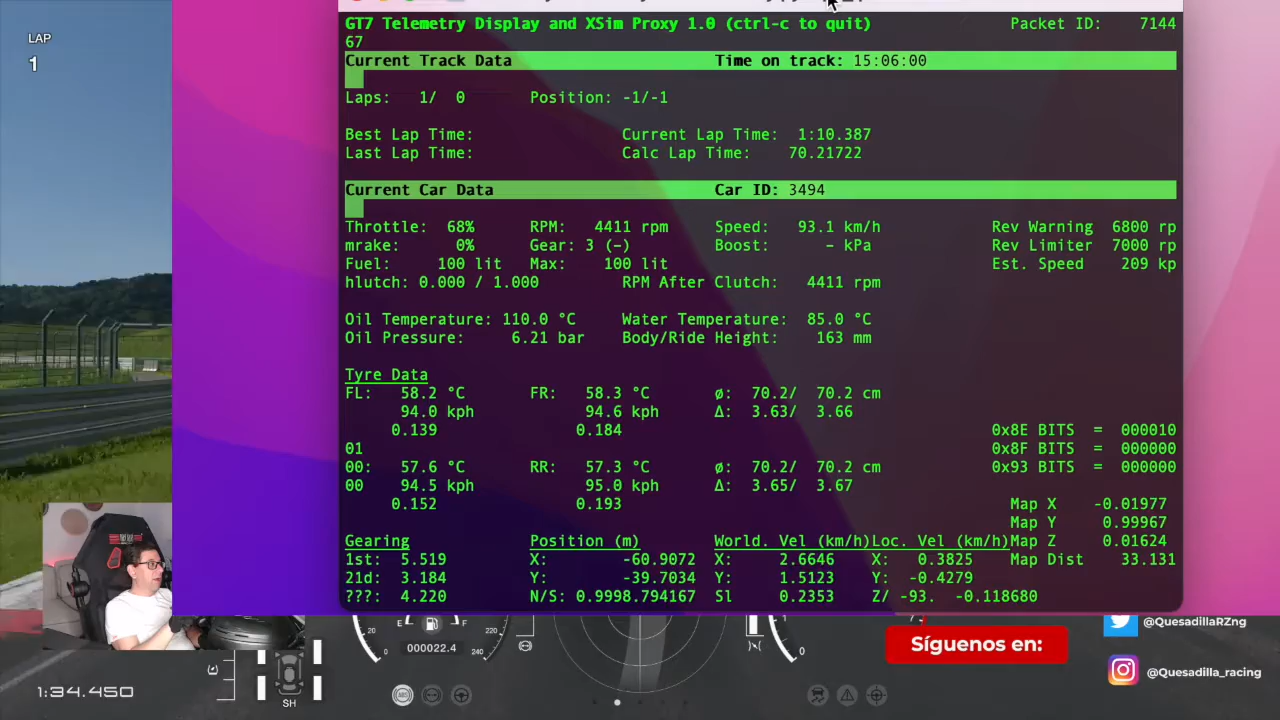 LAP
1
GT7 Telemetry Display and XSim Proxy 1.0 (ctrl-c to quit) Packet ID: 7144
67
Current Track Data Time on track: 15:06:00
Laps: 1/ 0 Position: -1/-1
Best Lap Time: Current Lap Time: 1:10.387
Last Lap Time: Calc Lap Time: 70.21722
Current Car Data Car ID: 3494
Throttle: 68% RPM: 4411 rpm Speed: 93.1 km/h Rev Warning 6800 rp
mrake: 0% Gear: 3 (-) Boost: - kPa Rev Limiter 7000 rp
Fuel: 100 lit Max: 100 lit Est. Speed 209 kp
hlutch: 0.000 / 1.000 RPM After Clutch: 4411 rpm
Oil Temperature: 110.0 °C Water Temperature: 85.0 °C
Oil Pressure: 6.21 bar Body/Ride Height: 163 mm
Tyre Data
FL: 58.2 °C FR: 58.3 °C ø: 70.2/ 70.2 cm
94.0 kph 94.6 kph Δ: 3.63/ 3.66
0.139 0.184 0x8E BITS = 000010
01 0x8F BITS = 000000
00: 57.6 °C RR: 57.3 °C ø: 70.2/ 70.2 cm 0x93 BITS = 000000
00 94.5 kph 95.0 kph Δ: 3.65/ 3.67
0.152 0.193 Map X -0.01977
Map Y 0.99967
Gearing Position (m) World. Vel (km/h)Loc. Vel (km/h)Map Z 0.01624
1st: 5.519 X: -60.9072 X: 2.6646 X: 0.3825 Map Dist 33.131
21d: 3.184 Y: -39.7034 Y: 1.5123 Y: -0.4279
???: 4.220 N/S: 0.9998.794167 Sl 0.2353 Z/ -93. -0.118680
20 E F 220
000022.4 240
0
1:34.450
SH
ABS
Síguenos en:
@QuesadillaRZng
@Quesadilla_racing